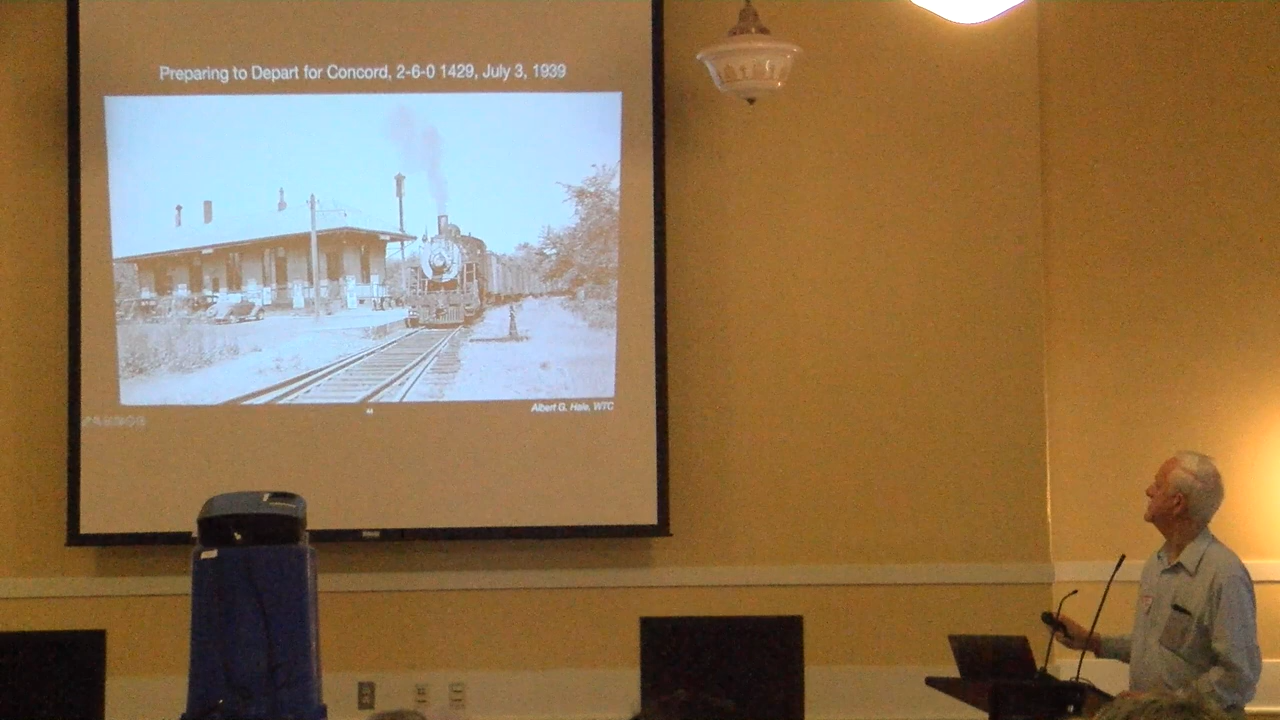 Preparing to Depart for Concord, 2-6-0 1429, July 3, 1939
Albert G. Hale, WTC